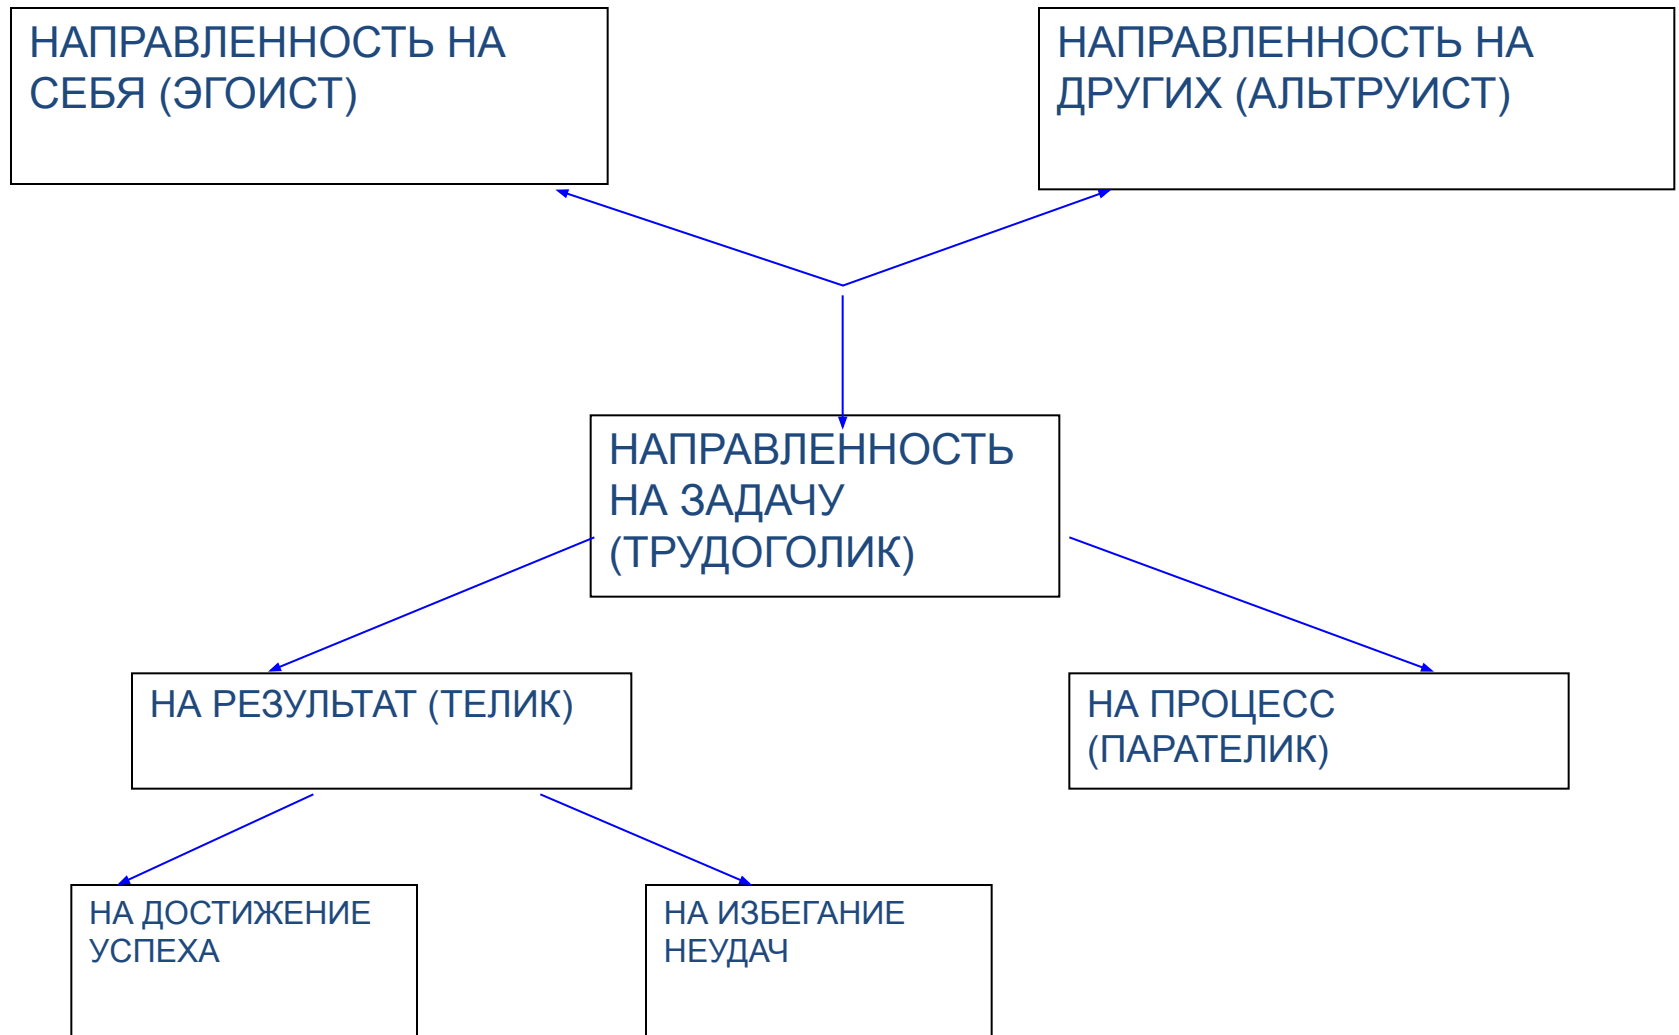 НАПРАВЛЕННОСТЬ НА
СЕБЯ (ЭГОИСТ)
НАПРАВЛЕННОСТЬ НА
ДРУГИХ (АЛЬТРУИСТ)
НАПРАВЛЕННОСТЬ
НА ЗАДАЧУ
(ТРУДОГОЛИК)
НА РЕЗУЛЬТАТ (ТЕЛИК)
НА ПРОЦЕСС
(ПАРАТЕЛИК)
НА ДОСТИЖЕНИЕ
УСПЕХА
НА ИЗБЕГАНИЕ
НЕУДАЧ